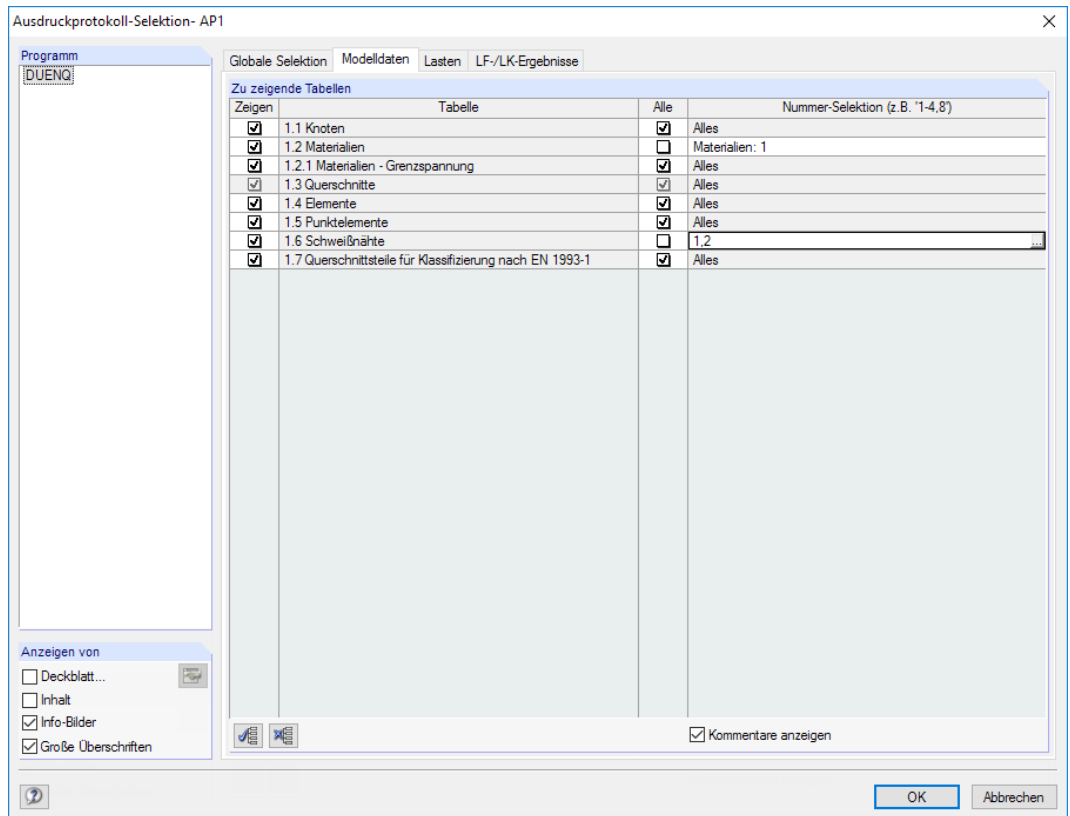 Ausdruckprotokoll-Selektion- AP1
Programm
DUENQ
Globale Selektion Modelldaten Lasten LF-/LK-Ergebnisse
Zu zeigende Tabellen
Zeigen Tabelle Alle Nummer-Selektion (z.B. '1-4,8')
1.1 Knoten Alles
1.2 Materialien Materialien: 1
1.2.1 Materialien - Grenzspannung Alles
1.3 Querschnitte Alles
1.4 Elemente Alles
1.5 Punktelemente Alles
1.6 Schweißnähte 1,2 ...
1.7 Querschnittsteile für Klassifizierung nach EN 1993-1 Alles
Anzeigen von
Deckblatt...
Inhalt
Info-Bilder
Große Überschriften
Kommentare anzeigen
OK Abbrechen